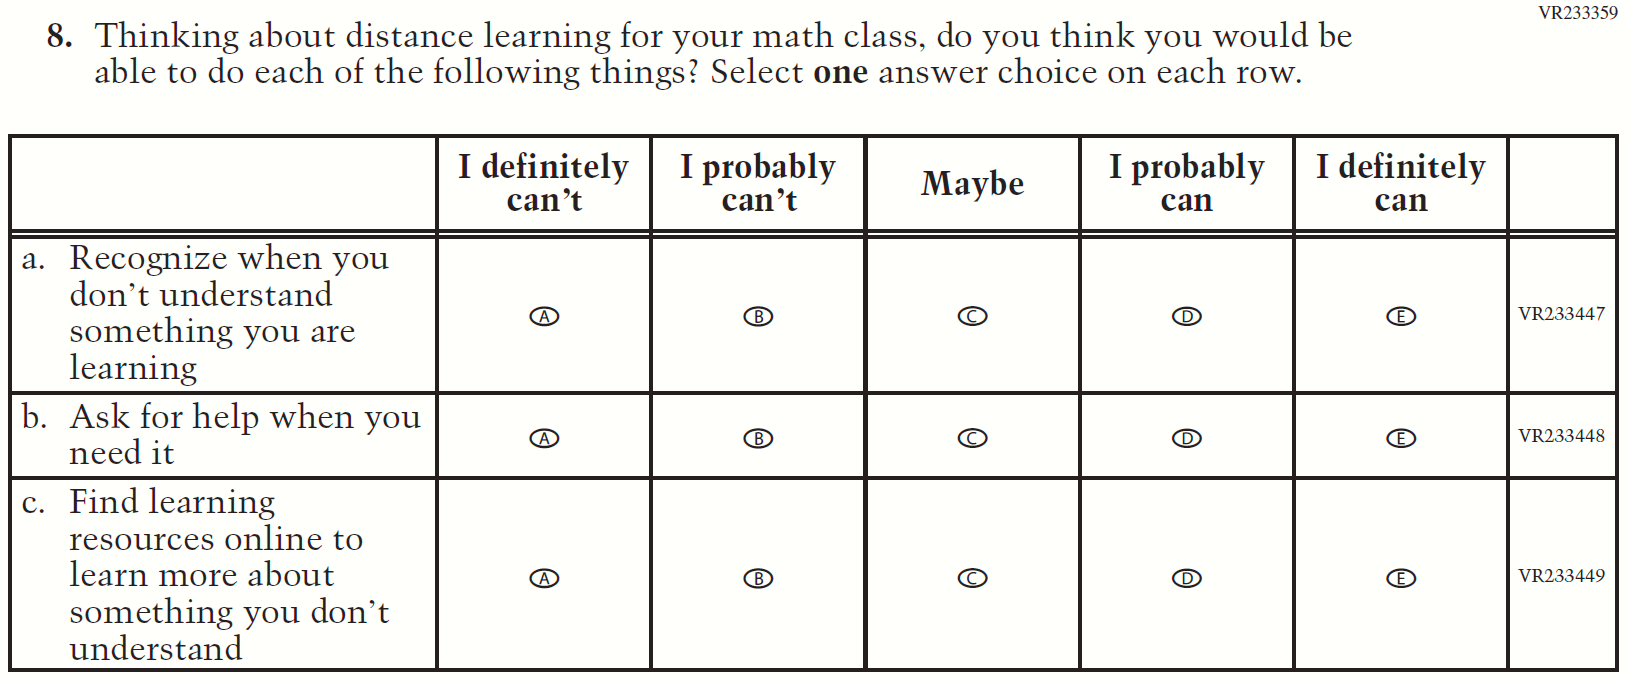 VR233359
8. Thinking about distance learning for your math class, do you think you would be
able to do each of the following things? Select one answer choice on each row.
I definitely can't
I probably can't
Maybe
I probably can
I definitely can
a. Recognize when you
don't understand
something you are
learning
A B C D E VR233447
b. Ask for help when you
need it
A B C D E VR233448
c. Find learning
resources online to
learn more about
something you don't
understand
A B C D E VR233449